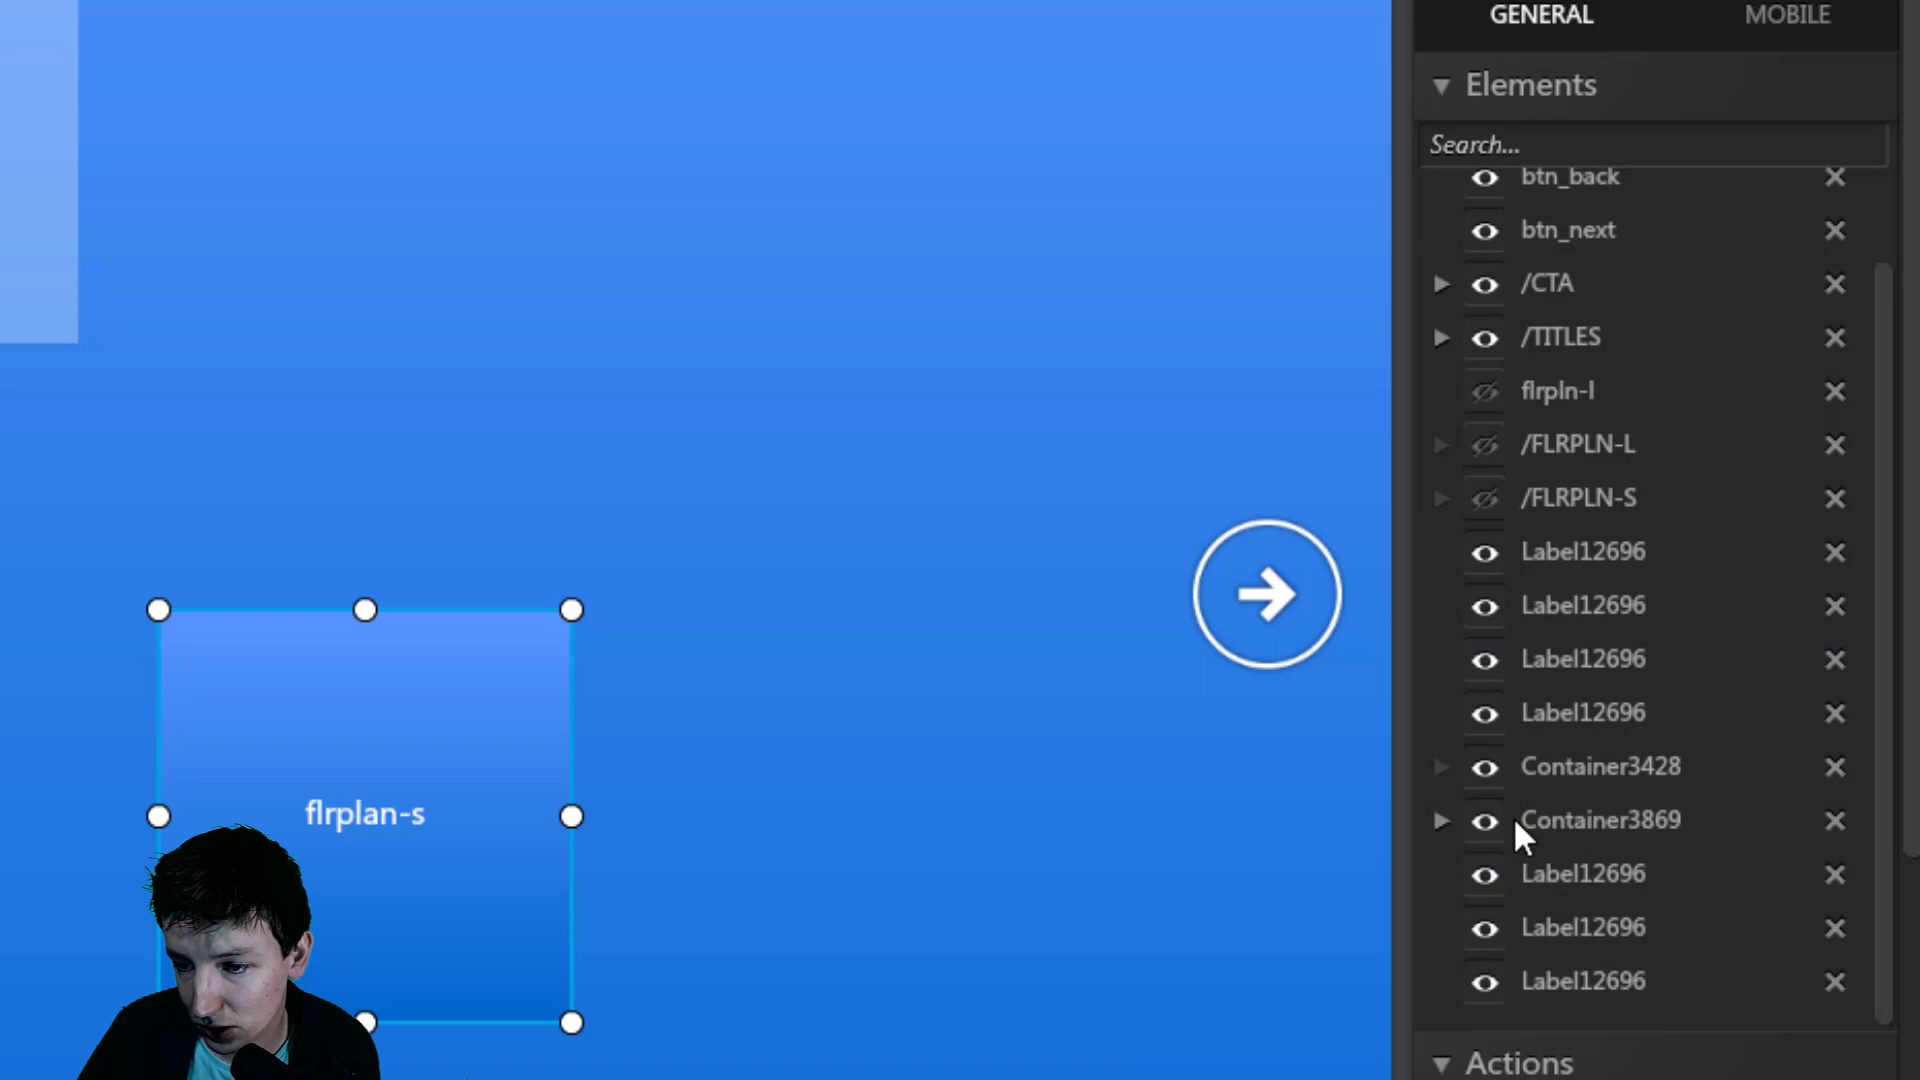 GENERAL
MOBILE
Elements
Search...
btn_back
btn_next
/CTA
/TITLES
flrpln-l
/FLRPLN-L
/FLRPLN-S
Label12696
Label12696
Label12696
Label12696
Container3428
Container3869
Label12696
Label12696
Label12696
Actions
flrplan-s